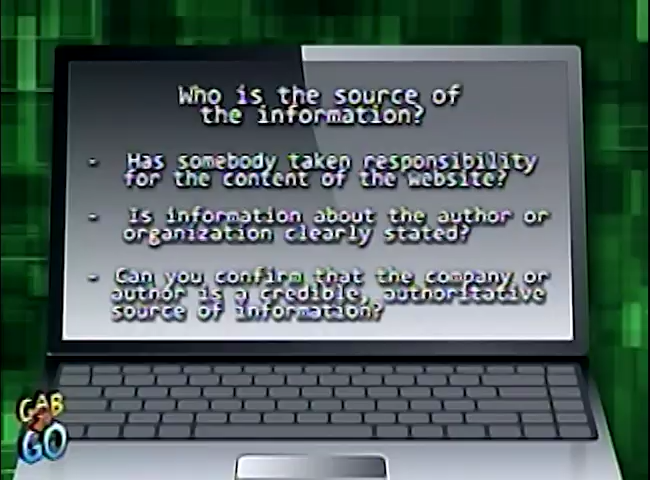 Who is the source of
the information?
- Has somebody taken responsibility
for the content of the website?
- Is information about the author or
organization clearly stated?
- Can you confirm that the company or
author is a credible, authoritative
source of information?
GAB
GO